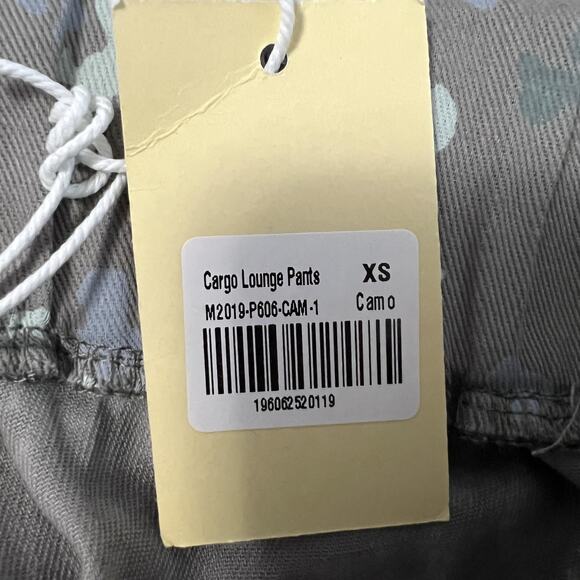 Cargo Lounge Pants XS
M2019-P606-CAM-1 Camo
196062520119